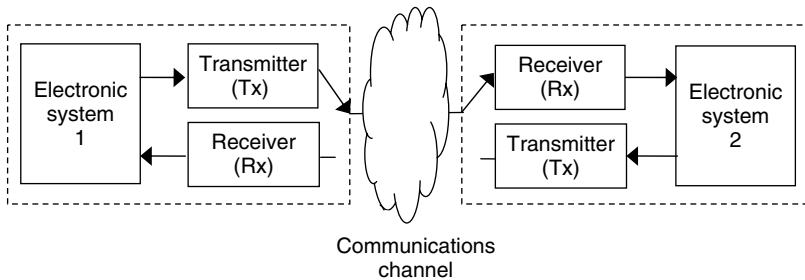 Electronic
system
1
Transmitter
(Tx)
Receiver
(Rx)
Communications
channel
Receiver
(Rx)
Transmitter
(Tx)
Electronic
system
2